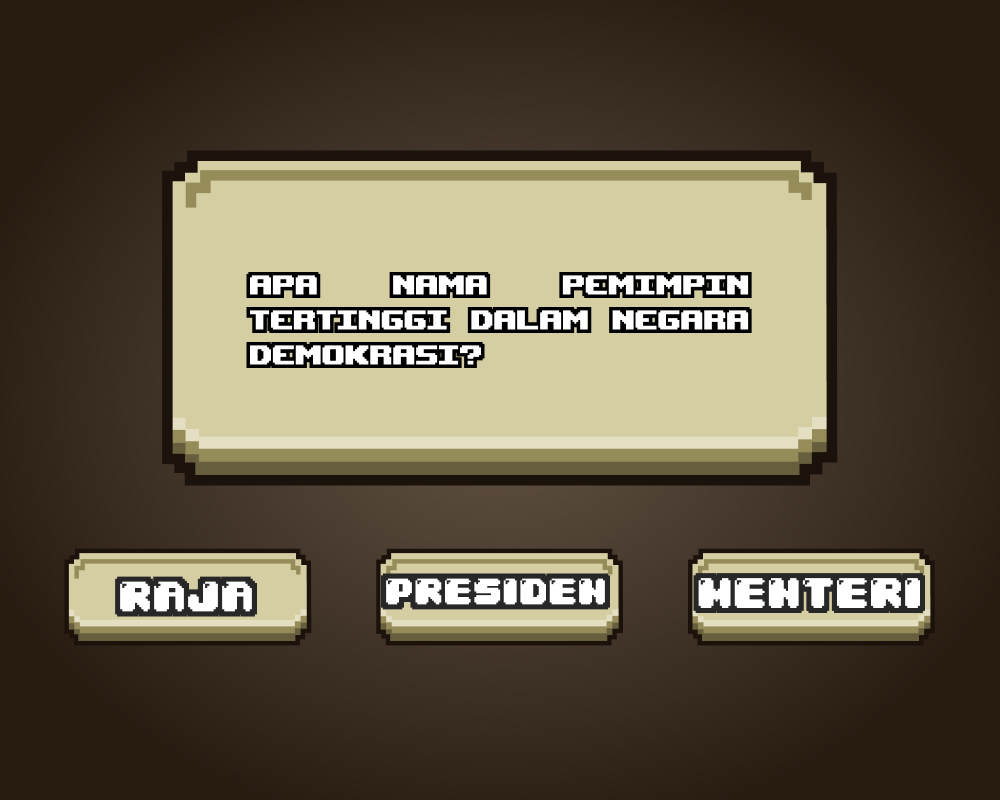 APA NAMA PEMIMPIN
TERTINGGI DALAM NEGARA
DEMOKRASI?
RAJA
PRESIDEN
MENTERI